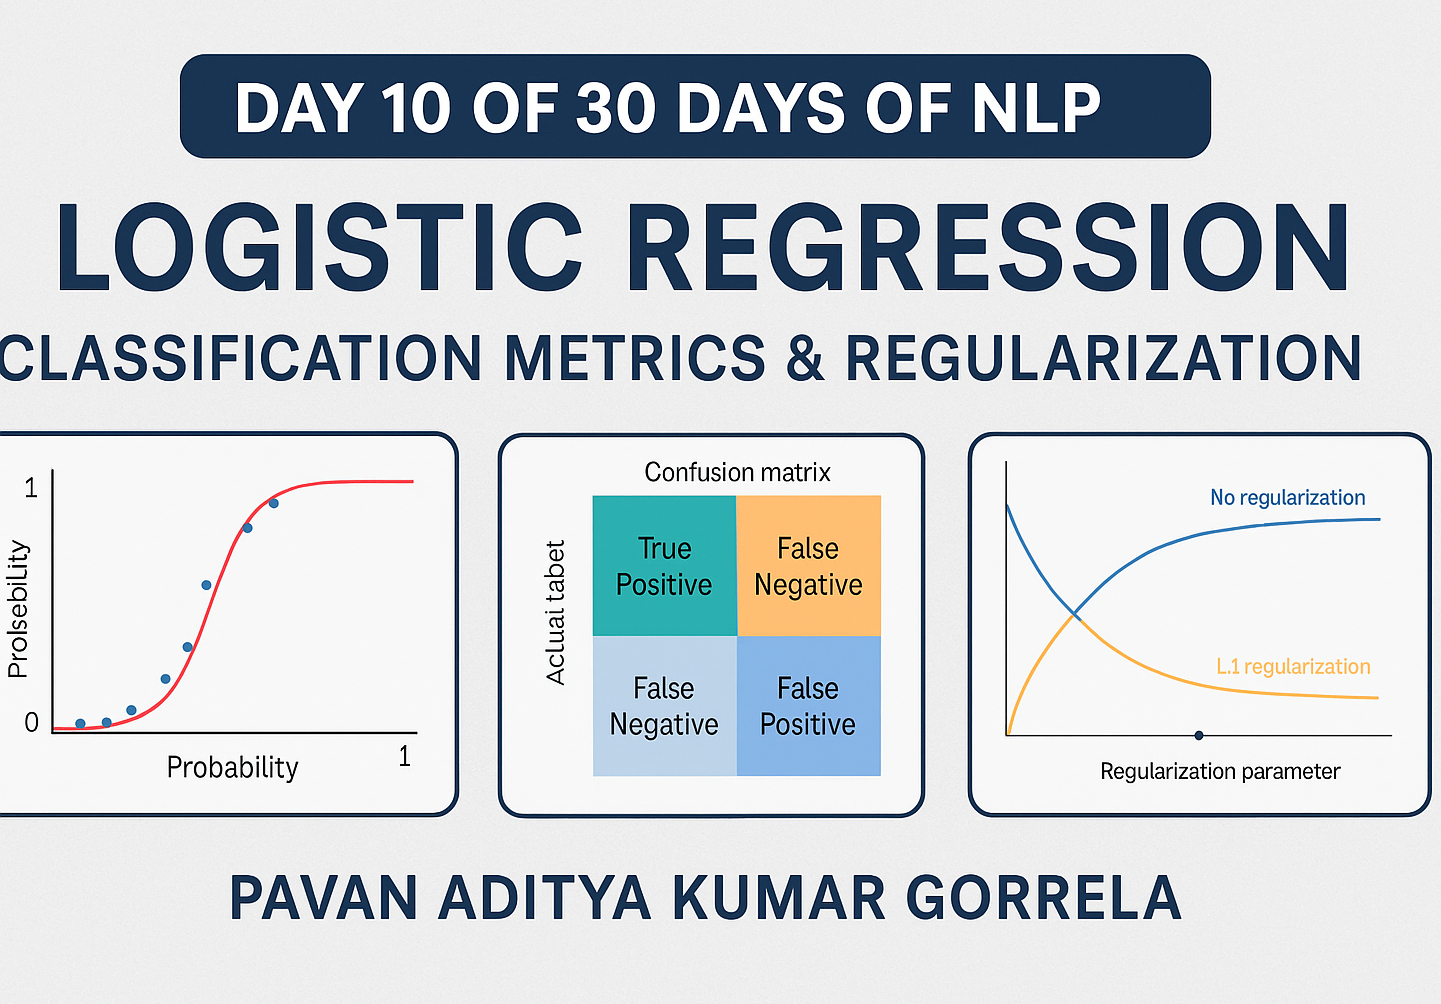 DAY 10 OF 30 DAYS OF NLP
LOGISTIC REGRESSION
CLASSIFICATION METRICS & REGULARIZATION
1
Prolsebility
0
Probability
1
Confusion matrix
Acluai tabet
True
Positive
False
Negative
False
Negative
False
Positive
No regularization
L.1 regularization
Regularization parameter
PAVAN ADITYA KUMAR GORRELA